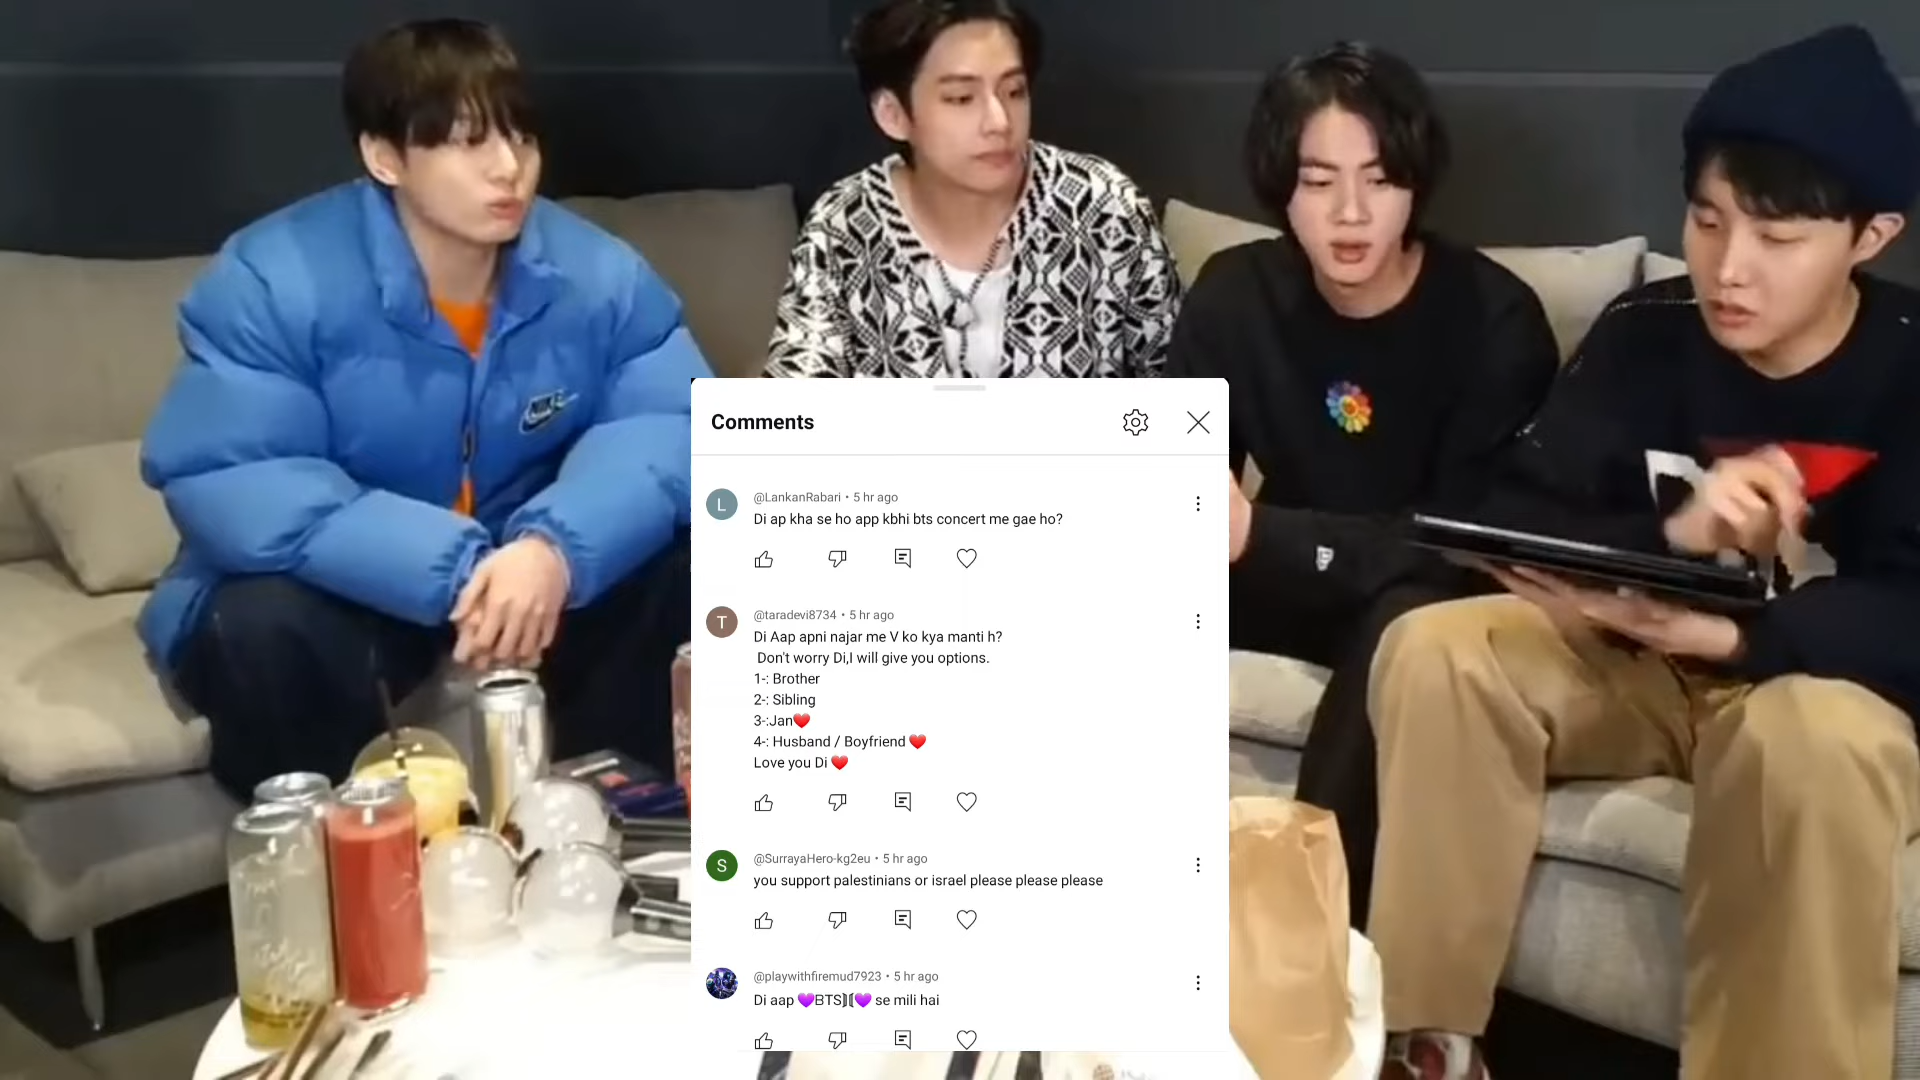 Comments
@LankanRabari • 5 hr ago
Di ap kha se ho app kbhi bts concert me gae ho?
@taradevi8734 • 5 hr ago
Di Aap apni najar me V ko kya manti h?
Don't worry Di,I will give you options.
1-: Brother
2-: Sibling
3-:Jan❤️
4-: Husband / Boyfriend ❤️
Love you Di ❤️
@SurrayaHero-kg2eu • 5 hr ago
you support palestinians or israel please please please
@playwithfiremud7923 • 5 hr ago
Di aap 💜BTS⟭⟬💜 se mili hai
L
T
S
NIKE